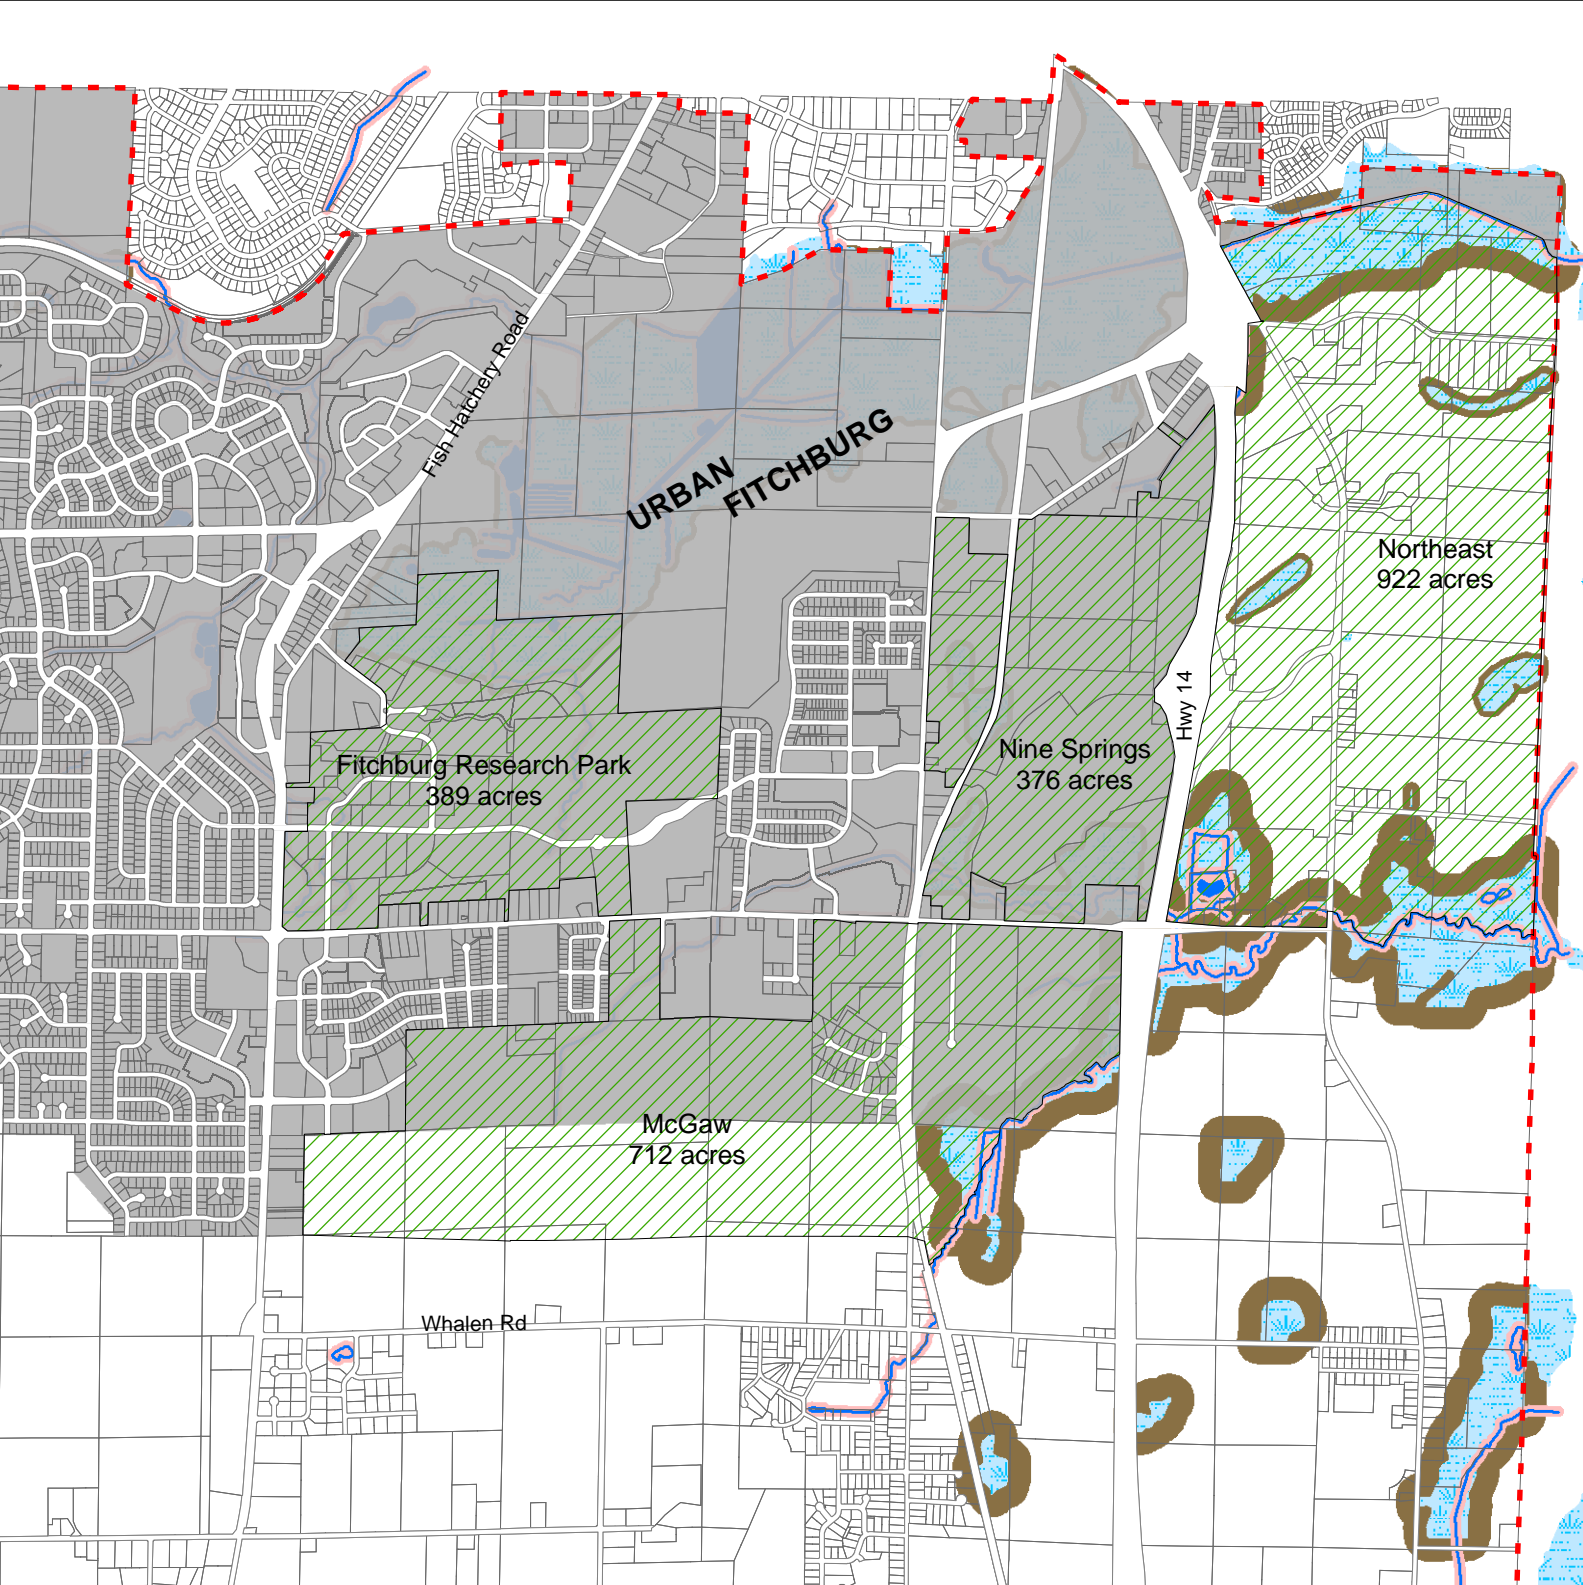 Fish Hatchery Road
URBAN
FITCHBURG
Northeast
922 acres
Hwy 14
Nine Springs
376 acres
Fitchburg Research Park
389 acres
McGaw
712 acres
Whalen Rd